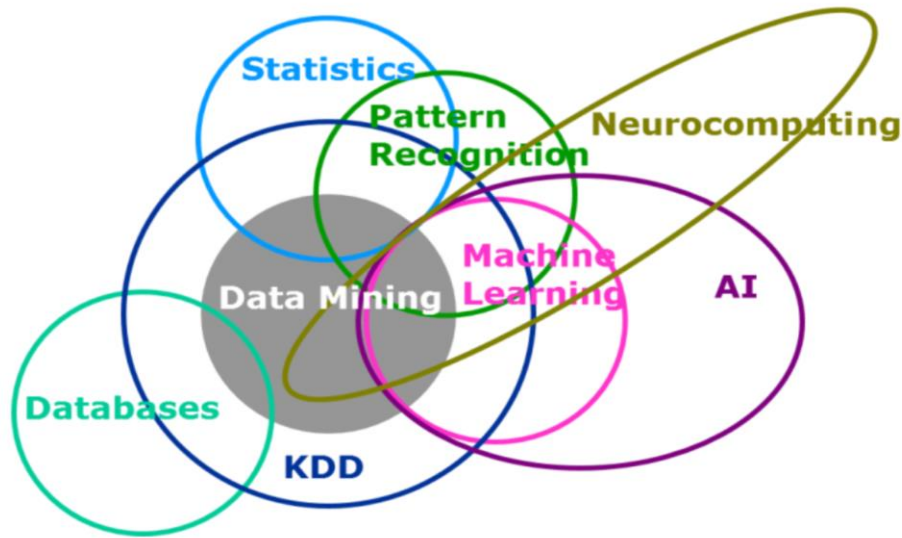 Statistics
Pattern
Recognition
Neurocomputing
Machine
Learning
AI
Data Mining
Databases
KDD